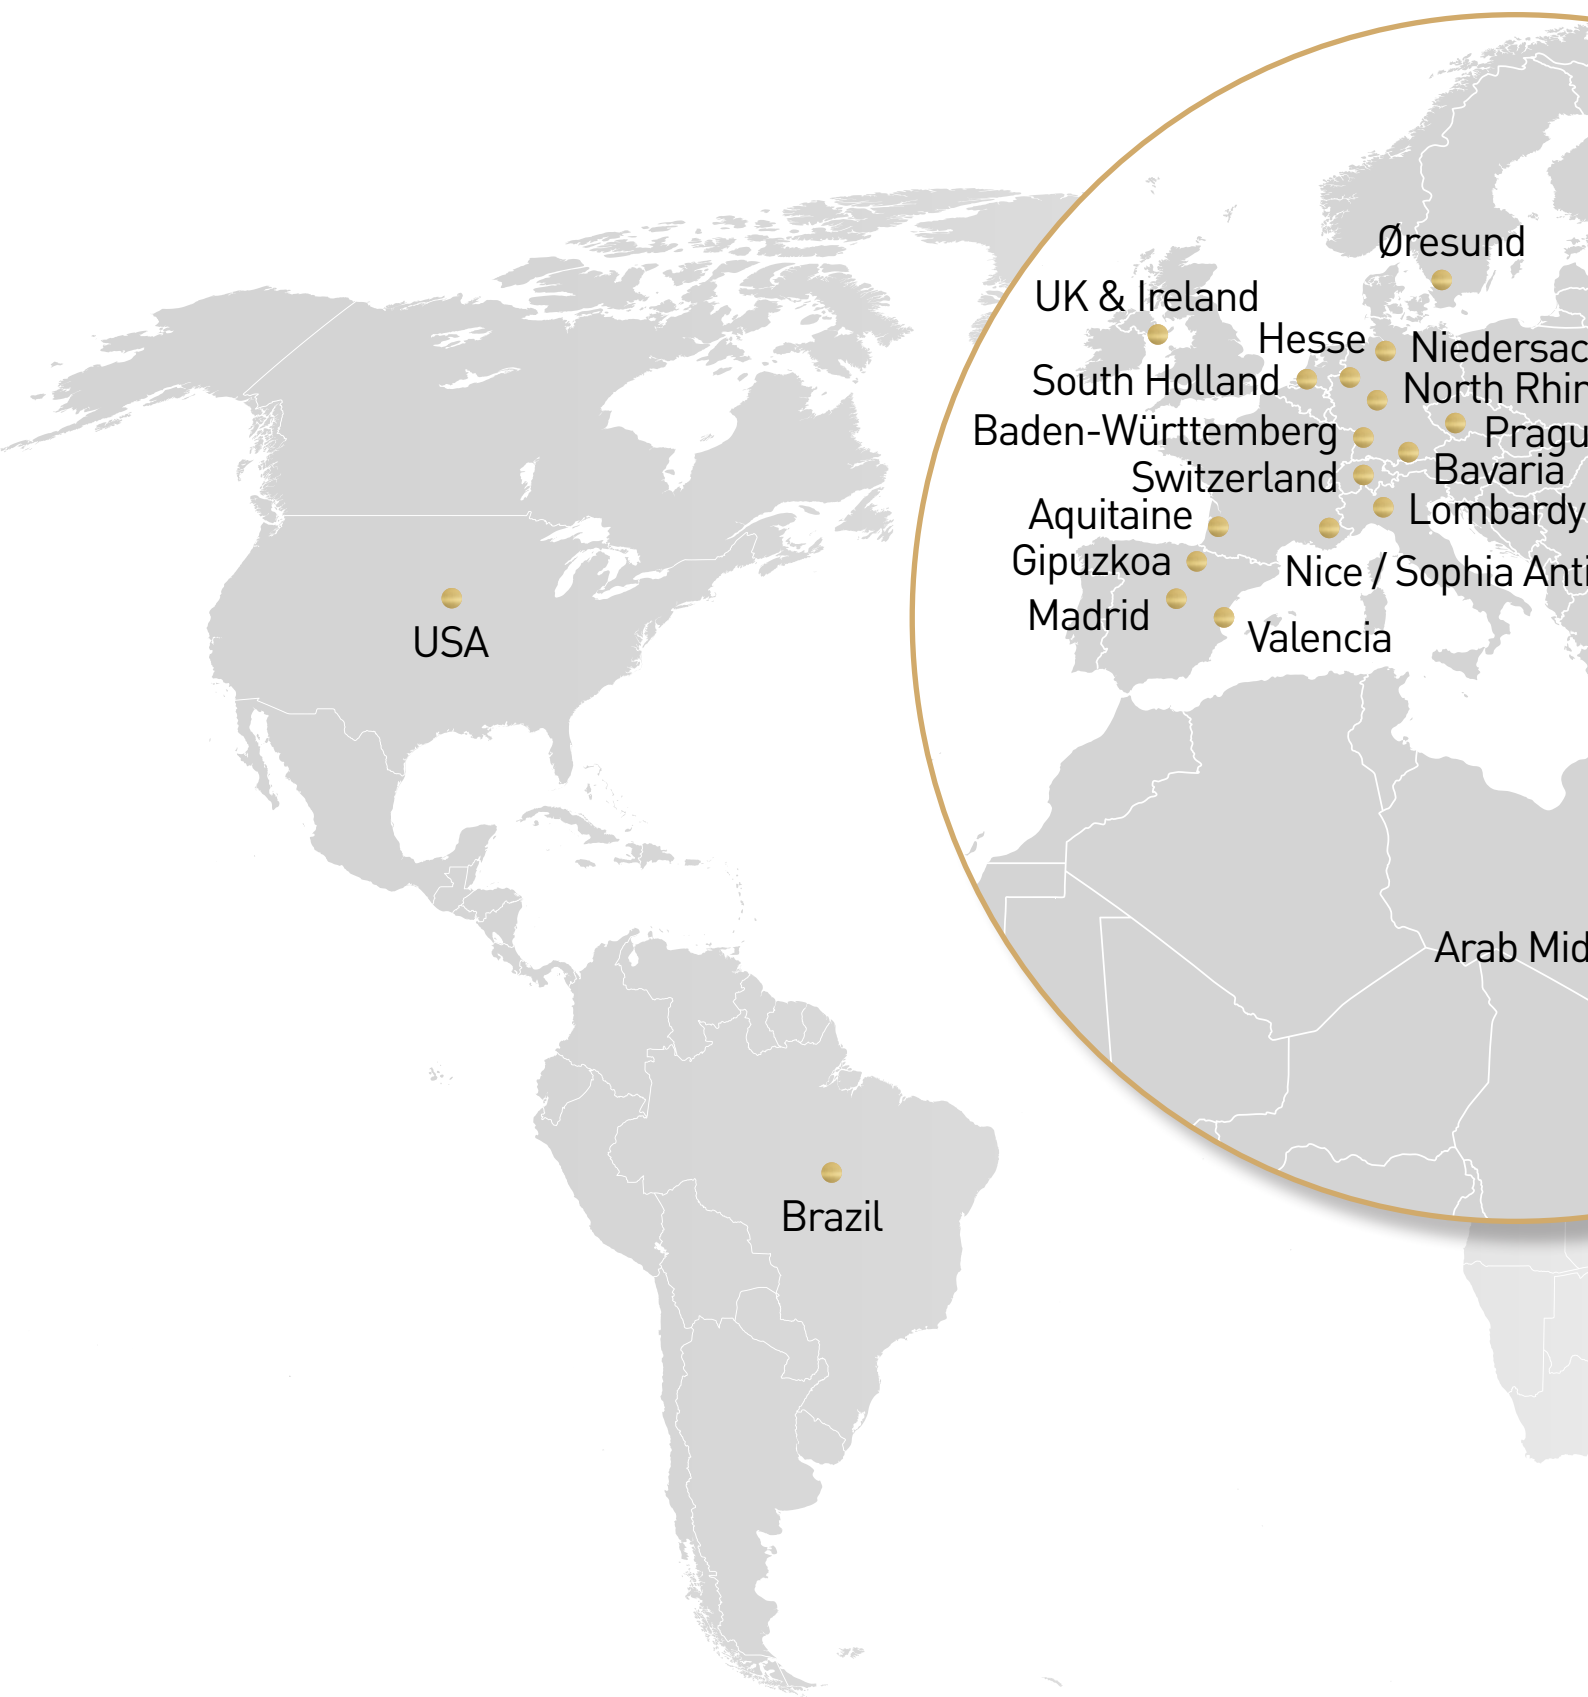 Øresund
UK & Ireland
Hesse
Niedersac
South Holland
North Rhin
Baden-Württemberg
Pragu
Switzerland
Bavaria
Aquitaine
Lombardy
Gipuzkoa
Nice / Sophia Anti
Madrid
Valencia
USA
Arab Mid
Brazil